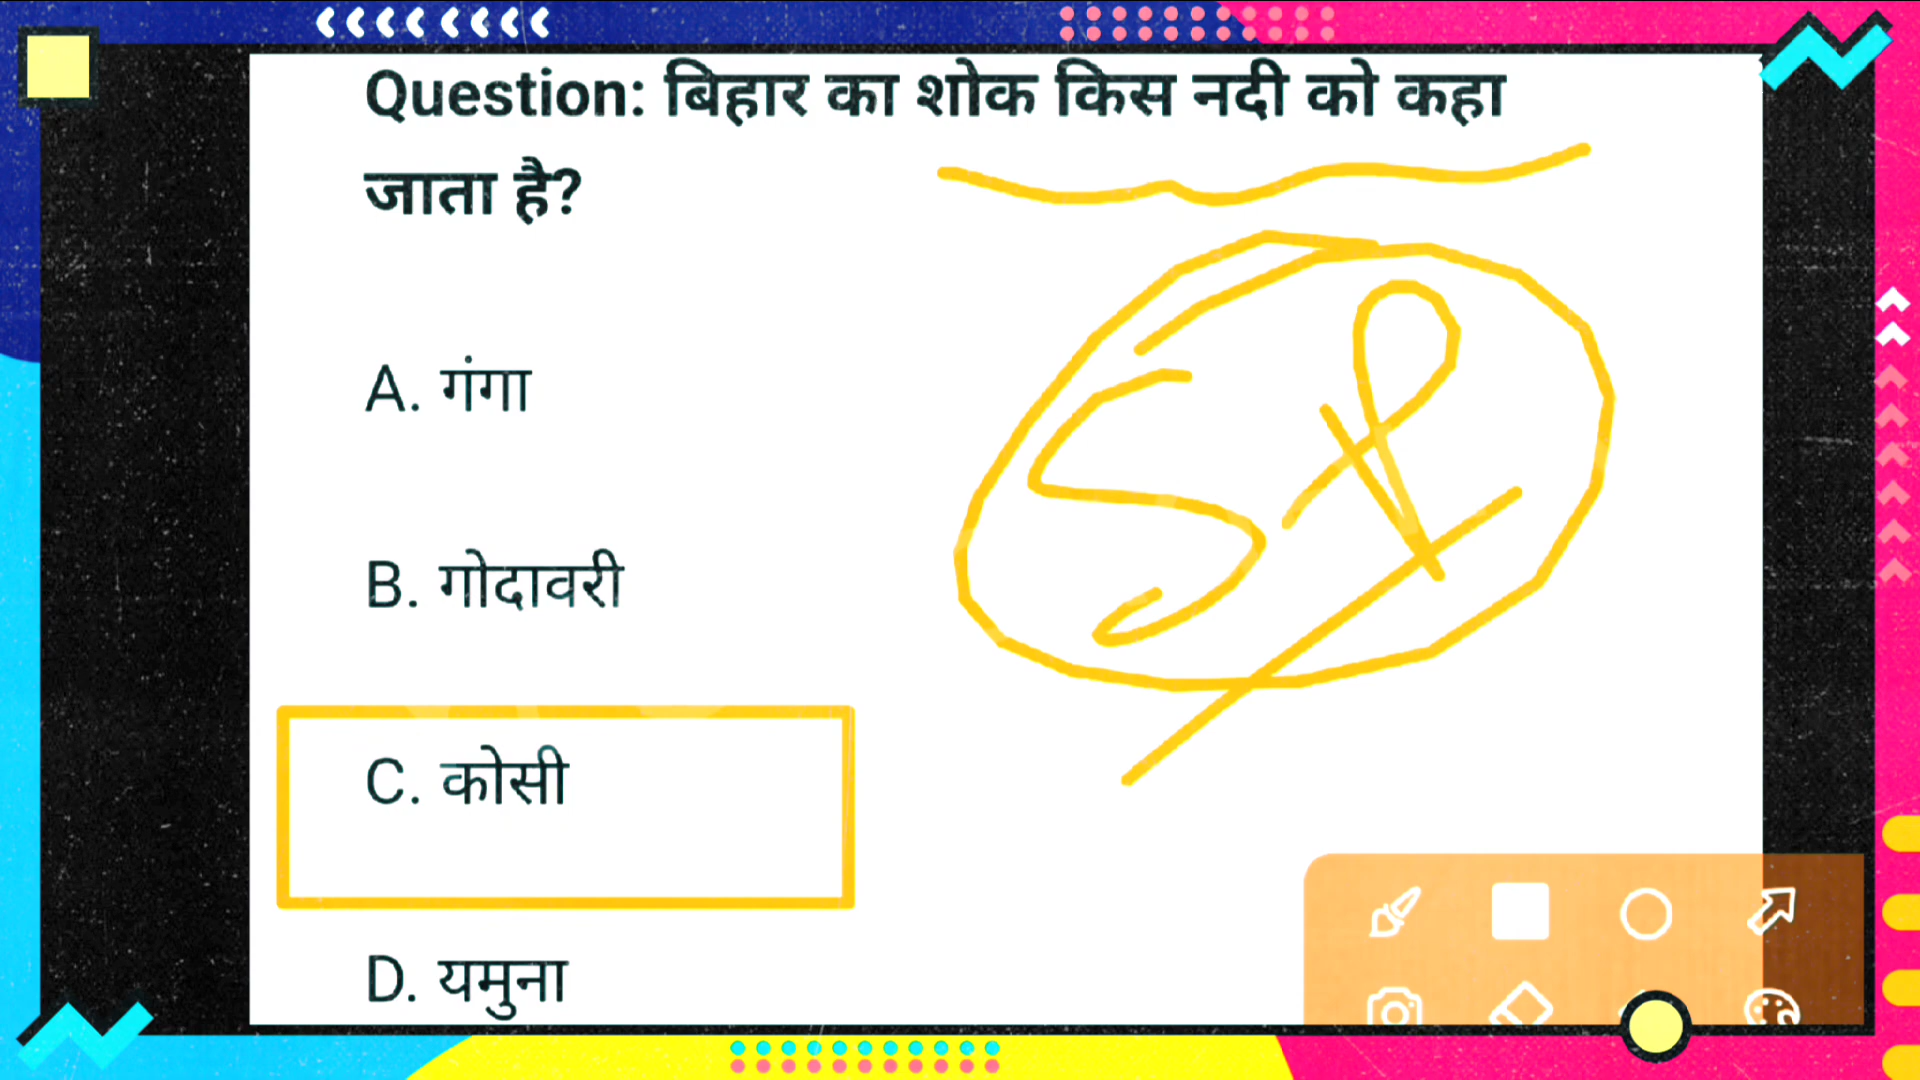 Question: बिहार का शोक किस नदी को कहा
जाता है?
A. गंगा
B. गोदावरी
C. कोसी
D. यमुना